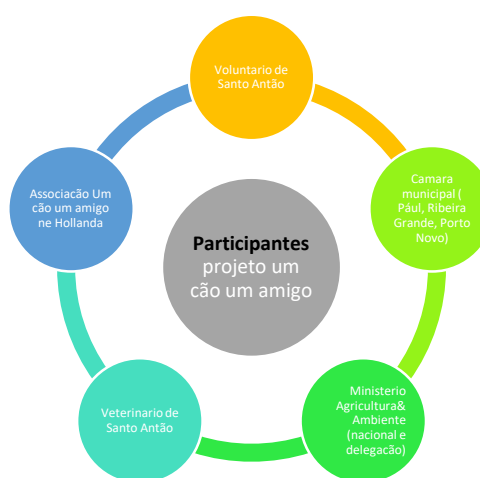 Voluntario de
Santo Antão
Camara
municipal (
Pául, Ribeira
Grande, Porto
Novo)
Ministerio
Agricultura&
Ambiente
(nacional e
delegacão)
Veterinario de
Santo Antão
Associacão Um
cão um amigo
ne Hollanda
Participantes
projeto um
cão um amigo